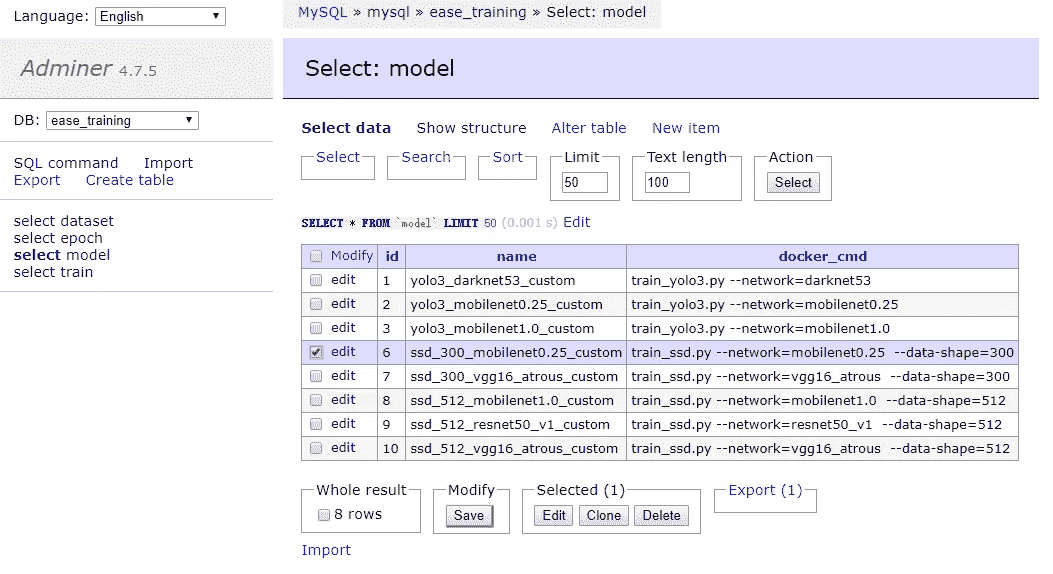 Language: English
Adminer 4.7.5
DB: ease_training
SQL command Import
Export Create table
select dataset
select epoch
select model
select train
MySQL » mysql » ease_training » Select: model
Select: model
Select data Show structure Alter table New item
Select Search Sort Limit Text length Action
50 100 Select
SELECT * FROM `model` LIMIT 50 (0.001 s) Edit
Modify id name docker_cmd
edit 1 yolo3_darknet53_custom train_yolo3.py --network=darknet53
edit 2 yolo3_mobilenet0.25_custom train_yolo3.py --network=mobilenet0.25
edit 3 yolo3_mobilenet1.0_custom train_yolo3.py --network=mobilenet1.0
edit 6 ssd_300_mobilenet0.25_custom train_ssd.py --network=mobilenet0.25 --data-shape=300
edit 7 ssd_300_vgg16_atrous_custom train_ssd.py --network=vgg16_atrous --data-shape=300
edit 8 ssd_512_mobilenet1.0_custom train_ssd.py --network=mobilenet1.0 --data-shape=512
edit 9 ssd_512_resnet50_v1_custom train_ssd.py --network=resnet50_v1 --data-shape=512
edit 10 ssd_512_vgg16_atrous_custom train_ssd.py --network=vgg16_atrous --data-shape=512
Whole result Modify Selected (1) Export (1)
8 rows Save Edit Clone Delete
Import